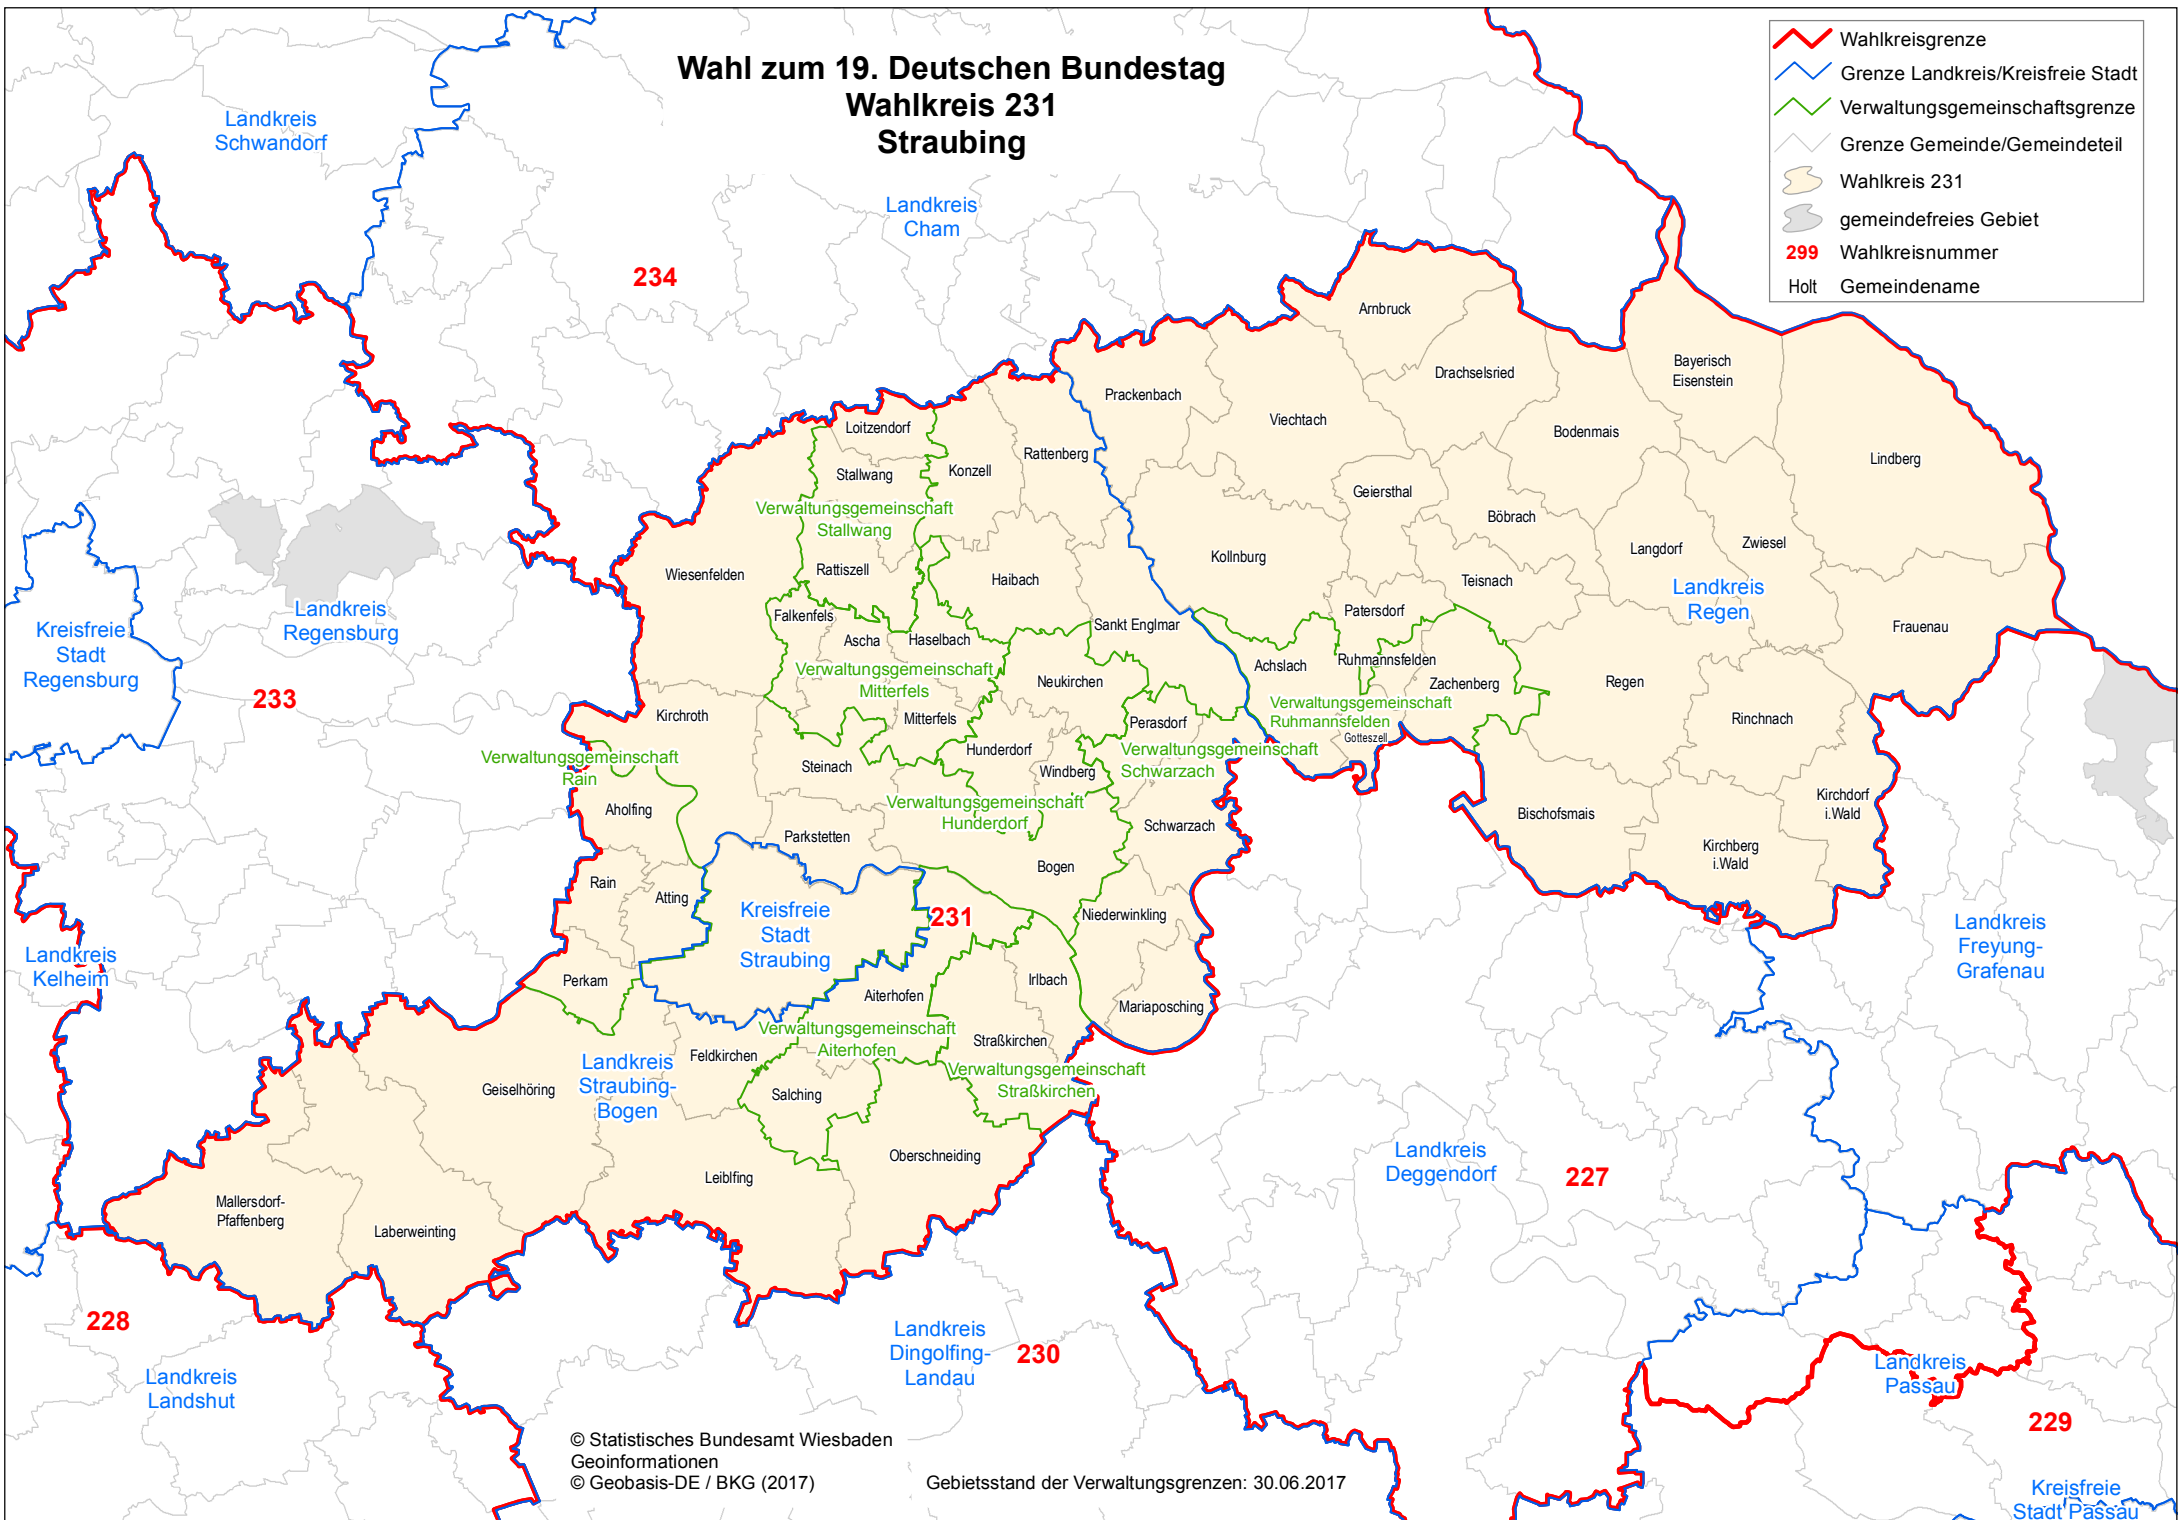 Wahl zum 19. Deutschen Bundestag
Wahlkreis 231
Straubing
Wahlkreisgrenze
Grenze Landkreis/Kreisfreie Stadt
Verwaltungsgemeinschaftsgrenze
Grenze Gemeinde/Gemeindeteil
Wahlkreis 231
gemeindefreies Gebiet
299 Wahlkreisnummer
Holt Gemeindename
Landkreis
Schwandorf
Landkreis
Cham
234
Arnbruck
Drachselsried
Bayerisch
Eisenstein
Prackenbach
Viechtach
Bodenmais
Lindberg
Loitzendorf
Rattenberg
Stallwang
Konzell
Geiersthal
Böbrach
Verwaltungsgemeinschaft
Stallwang
Kollnburg
Langdorf
Zwiesel
Wiesenfelden
Rattiszell
Haibach
Teisnach
Landkreis
Regen
Landkreis
Regensburg
Kreisfreie
Stadt
Regensburg
Falkenfels
Ascha
Haselbach
Sankt Englmar
Patersdorf
Frauenau
Verwaltungsgemeinschaft
Mitterfels
Neukirchen
Achslach
Ruhmannsfelden
Zachenberg
Regen
233
Kirchroth
Mitterfels
Perasdorf
Verwaltungsgemeinschaft
Ruhmannsfelden
Gotteszell
Rinchnach
Verwaltungsgemeinschaft
Rain
Steinach
Hunderdorf
Windberg
Verwaltungsgemeinschaft
Schwarzach
Aholfing
Verwaltungsgemeinschaft
Hunderdorf
Parkstetten
Schwarzach
Bischofsmais
Kirchdorf
i.Wald
Kirchberg
i.Wald
Bogen
Rain
Atting
Kreisfreie
Stadt
Straubing
231
Niederwinkling
Landkreis
Kelheim
Landkreis
Freyung-
Grafenau
Perkam
Aiterhofen
Irlbach
Mariaposching
Verwaltungsgemeinschaft
Aiterhofen
Straßkirchen
Feldkirchen
Verwaltungsgemeinschaft
Straßkirchen
Landkreis
Straubing-
Bogen
Geiselhöring
Salching
Oberschneiding
Leiblfing
Landkreis
Deggendorf
227
Mallersdorf-
Pfaffenberg
Laberweinting
228
Landkreis
Landshut
Landkreis
Dingolfing-
Landau
230
Landkreis
Passau
229
© Statistisches Bundesamt Wiesbaden
Geoinformationen
© Geobasis-DE / BKG (2017)
Gebietsstand der Verwaltungsgrenzen: 30.06.2017
Kreisfreie
Stadt Passau